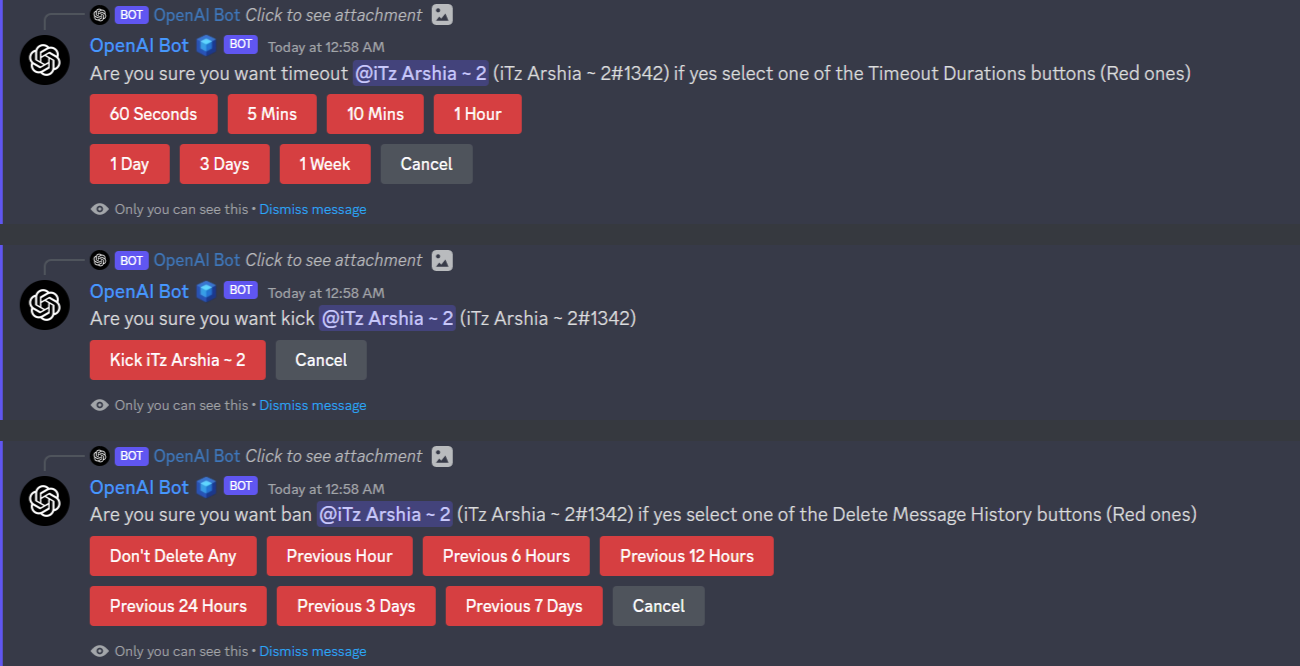 BOT OpenAI Bot Click to see attachment
OpenAI Bot BOT Today at 12:58 AM
Are you sure you want timeout @iTz Arshia ~ 2 (iTz Arshia ~ 2#1342) if yes select one of the Timeout Durations buttons (Red ones)
60 Seconds 5 Mins 10 Mins 1 Hour
1 Day 3 Days 1 Week Cancel
Only you can see this • Dismiss message
BOT OpenAI Bot Click to see attachment
OpenAI Bot BOT Today at 12:58 AM
Are you sure you want kick @iTz Arshia ~ 2 (iTz Arshia ~ 2#1342)
Kick iTz Arshia ~ 2 Cancel
Only you can see this • Dismiss message
BOT OpenAI Bot Click to see attachment
OpenAI Bot BOT Today at 12:58 AM
Are you sure you want ban @iTz Arshia ~ 2 (iTz Arshia ~ 2#1342) if yes select one of the Delete Message History buttons (Red ones)
Don't Delete Any Previous Hour Previous 6 Hours Previous 12 Hours
Previous 24 Hours Previous 3 Days Previous 7 Days Cancel
Only you can see this • Dismiss message